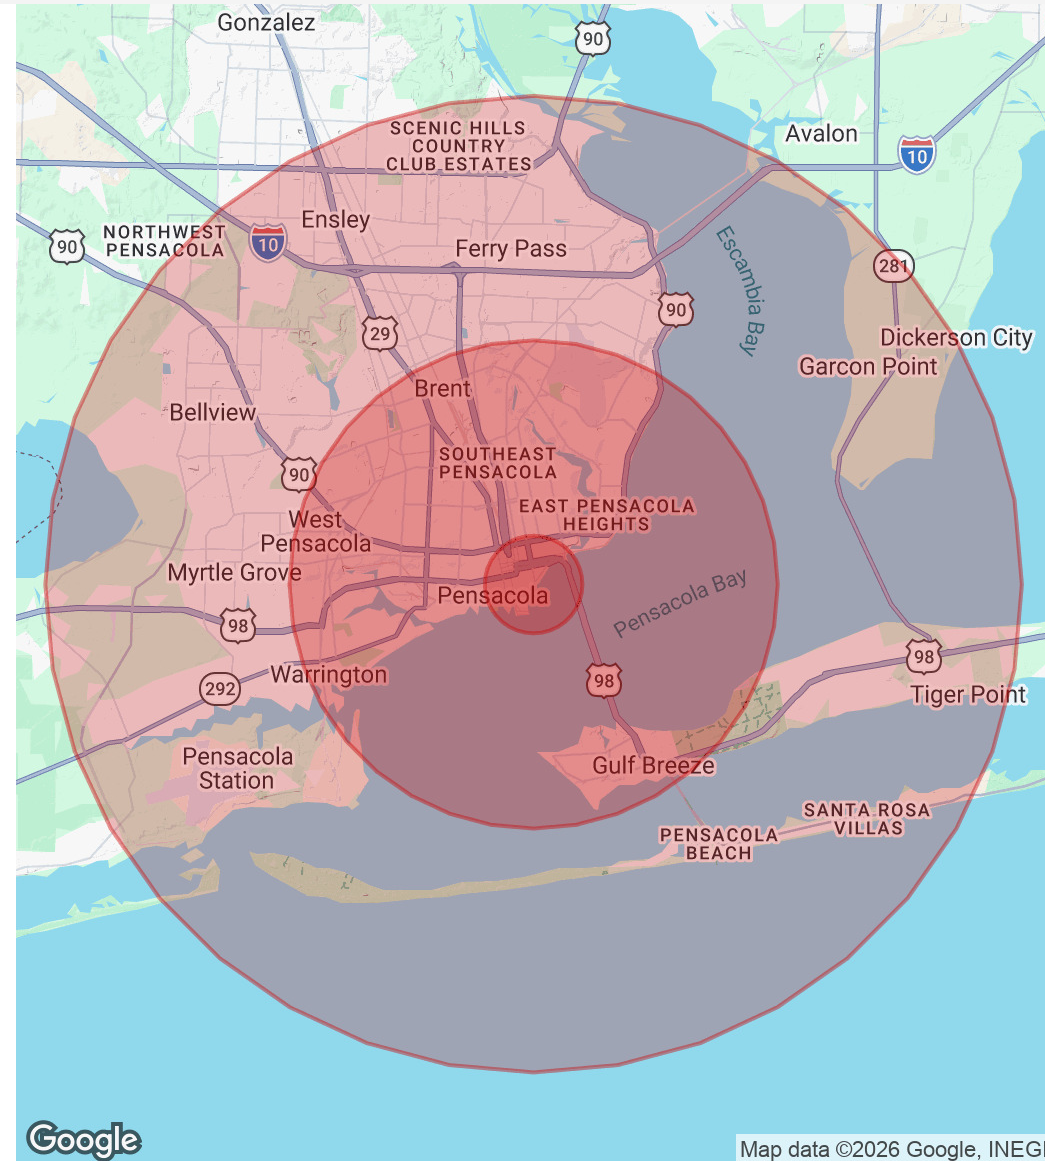 Gonzalez
90
SCENIC HILLS
COUNTRY
CLUB ESTATES
Avalon
10
Ensley
NORTHWEST
PENSACOLA
90
10
Ferry Pass
Escambia Bay
281
90
29
Dickerson City
Garcon Point
Brent
Bellview
SOUTHEAST
PENSACOLA
90
EAST PENSACOLA
HEIGHTS
West
Pensacola
Myrtle Grove
Pensacola
Pensacola Bay
98
98
Warrington
98
292
Tiger Point
Pensacola
Station
Gulf Breeze
SANTA ROSA
VILLAS
PENSACOLA
BEACH
Google
Map data ©2026 Google, INEGI